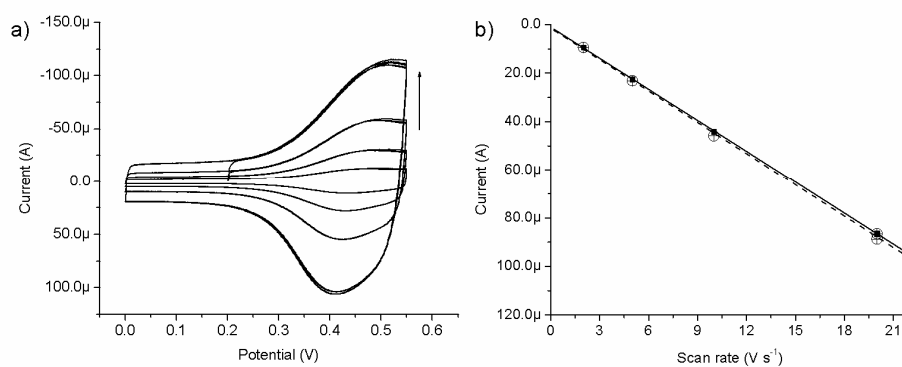 a)
-150.0µ
-100.0µ
-50.0µ
0.0
50.0µ
100.0µ
Current (A)
0.0 0.1 0.2 0.3 0.4 0.5 0.6
Potential (V)
b)
0.0
20.0µ
40.0µ
60.0µ
80.0µ
100.0µ
120.0µ
Current (A)
0 3 6 9 12 15 18 21
Scan rate (V s⁻¹)